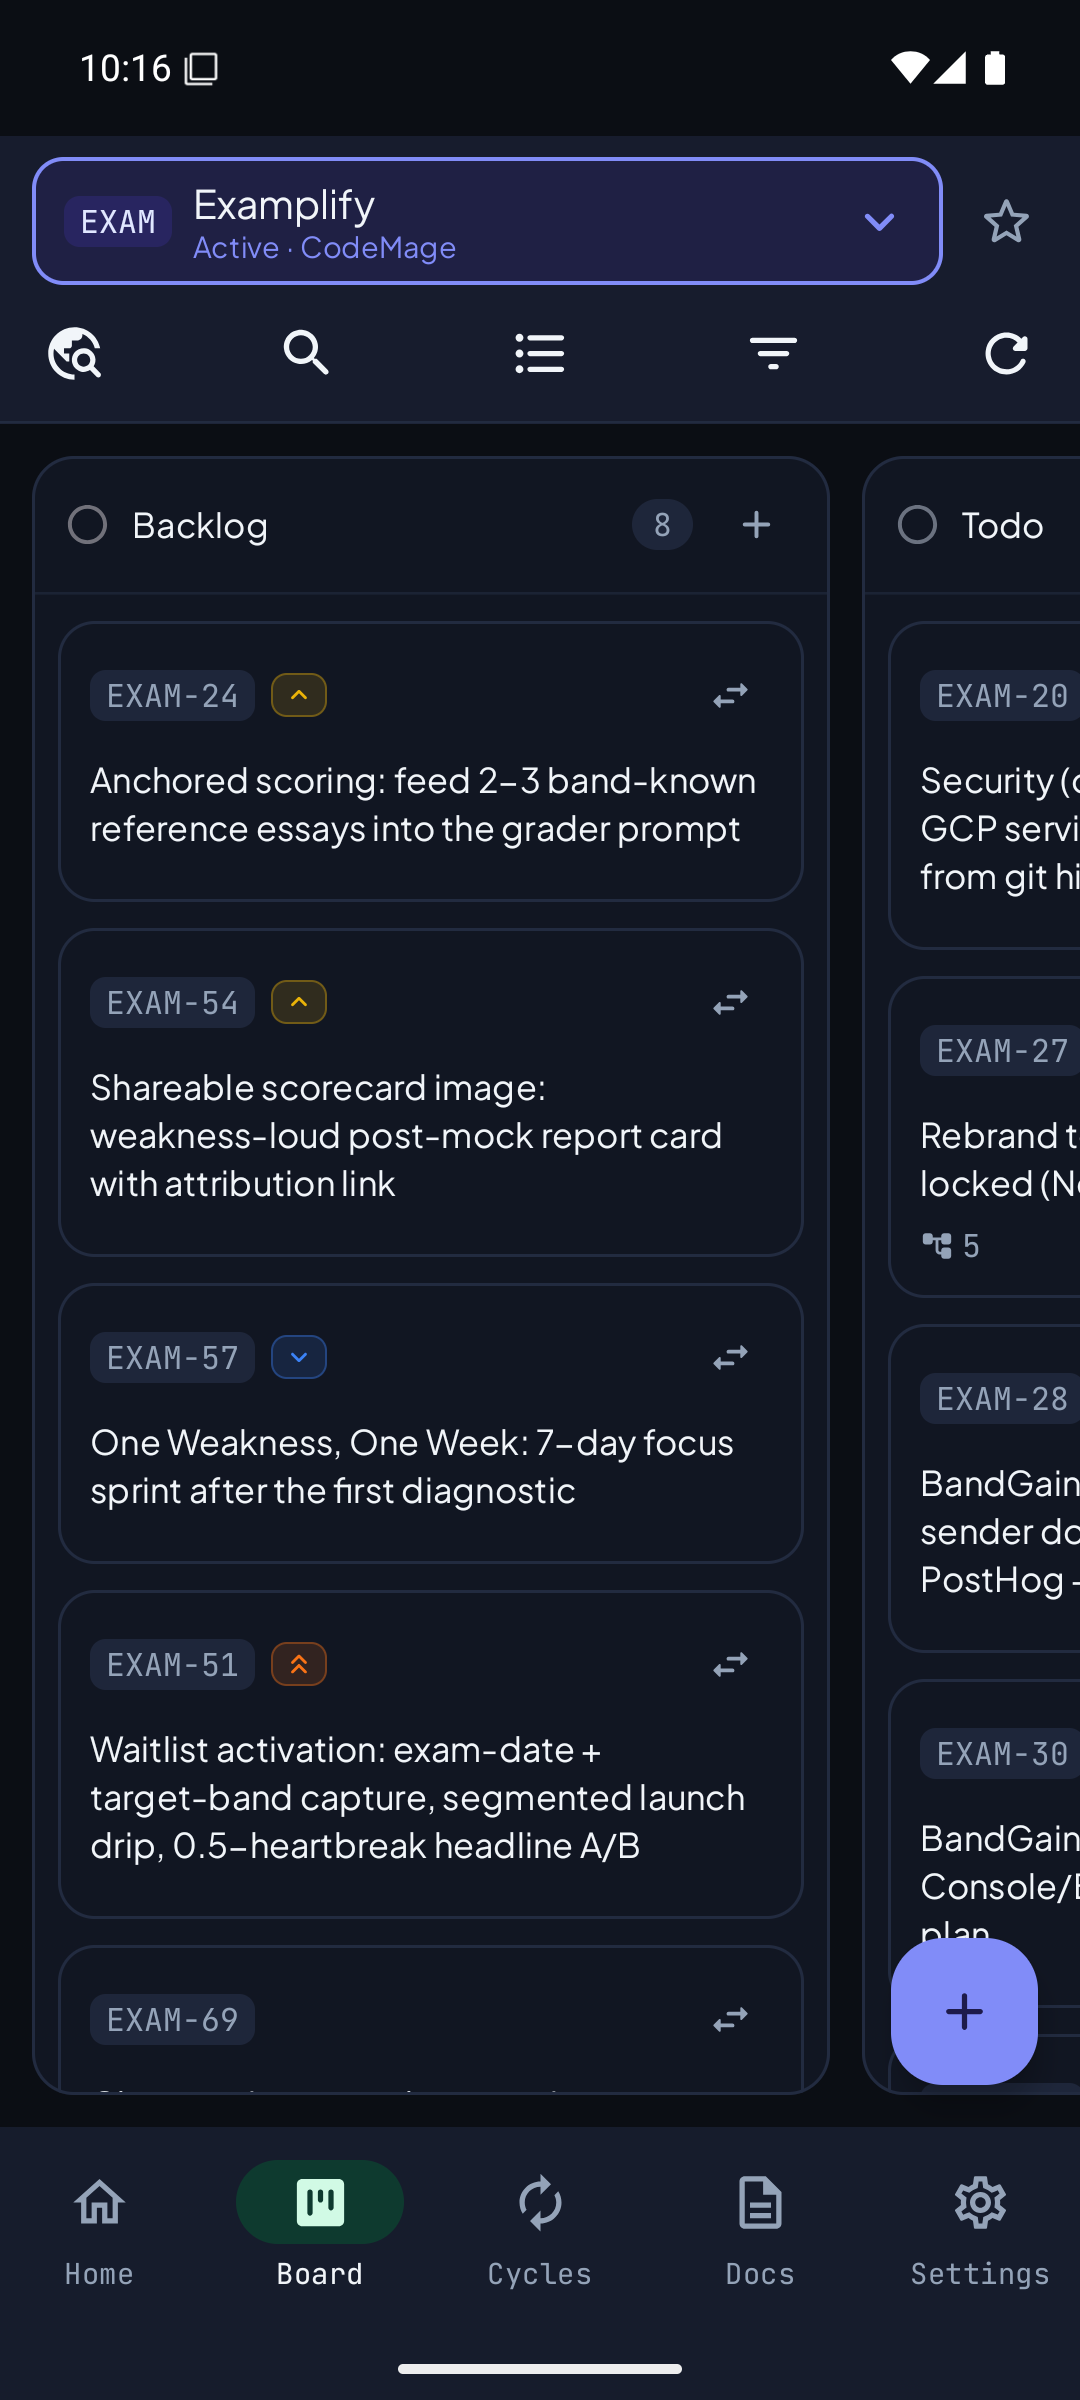 10:16
EXAM
Examplify
Active · CodeMage
Backlog
8
EXAM-24
Anchored scoring: feed 2–3 band-known
reference essays into the grader prompt
EXAM-54
Shareable scorecard image:
weakness-loud post-mock report card
with attribution link
EXAM-57
One Weakness, One Week: 7–day focus
sprint after the first diagnostic
EXAM-51
Waitlist activation: exam-date +
target-band capture, segmented launch
drip, 0.5–heartbreak headline A/B
EXAM-69
Todo
EXAM-20
Security
GCP
from git
EXAM-27
Rebrand
locked
5
EXAM-28
BandGain
sender
PostHog
EXAM-30
BandGain
Console/
plan
Home
Board
Cycles
Docs
Settings